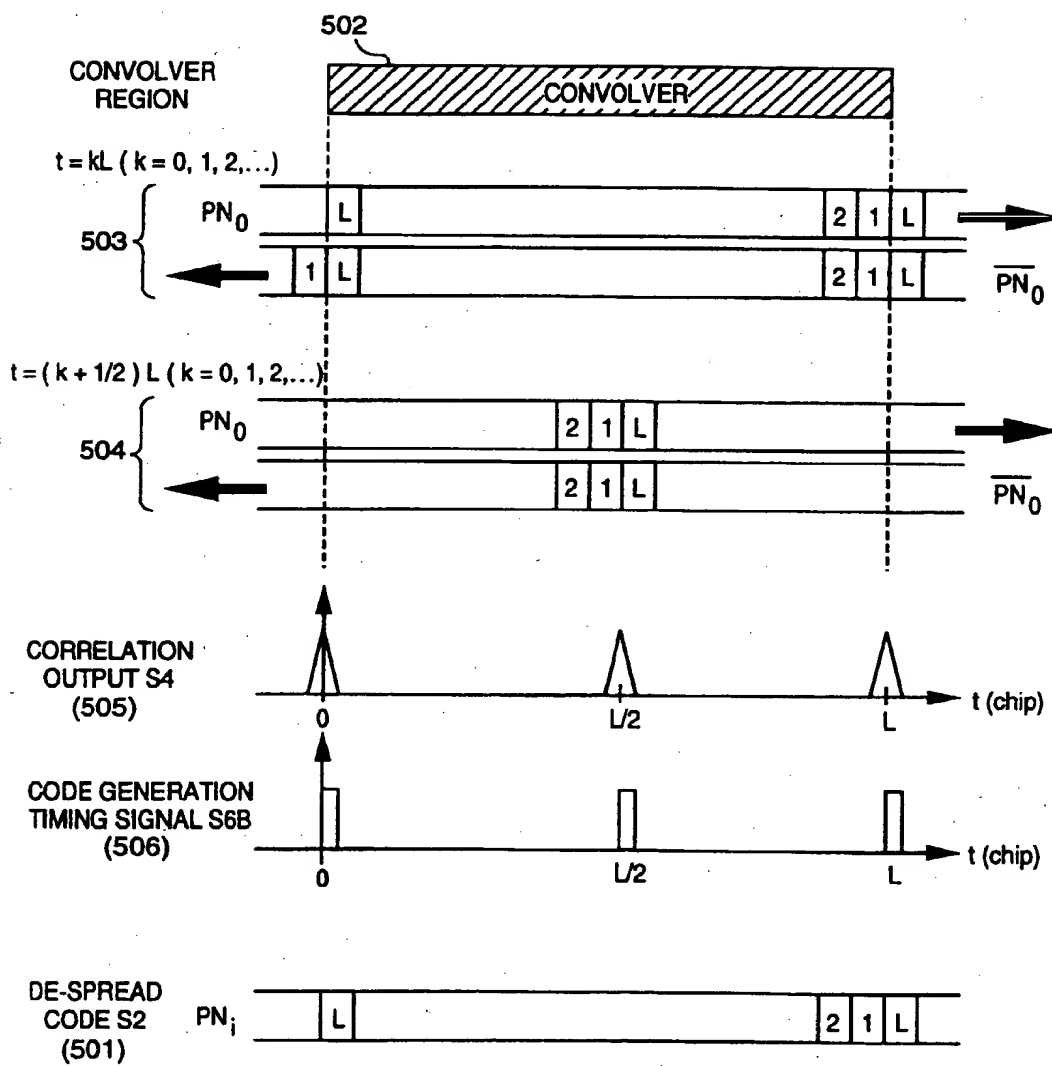 502
CONVOLVER
REGION
CONVOLVER
t = kL ( k = 0, 1, 2,...)
503
PN0
L
2 1 L
1 L
2 1 L
P̅N̅0
t = ( k + 1/2 ) L ( k = 0, 1, 2,...)
504
PN0
2 1 L
2 1 L
P̅N̅0
CORRELATION
OUTPUT S4
(505)
0
L/2
L
t (chip)
CODE GENERATION
TIMING SIGNAL S6B
(506)
0
L/2
L
t (chip)
DE-SPREAD
CODE S2
(501)
PNi
L
2 1 L